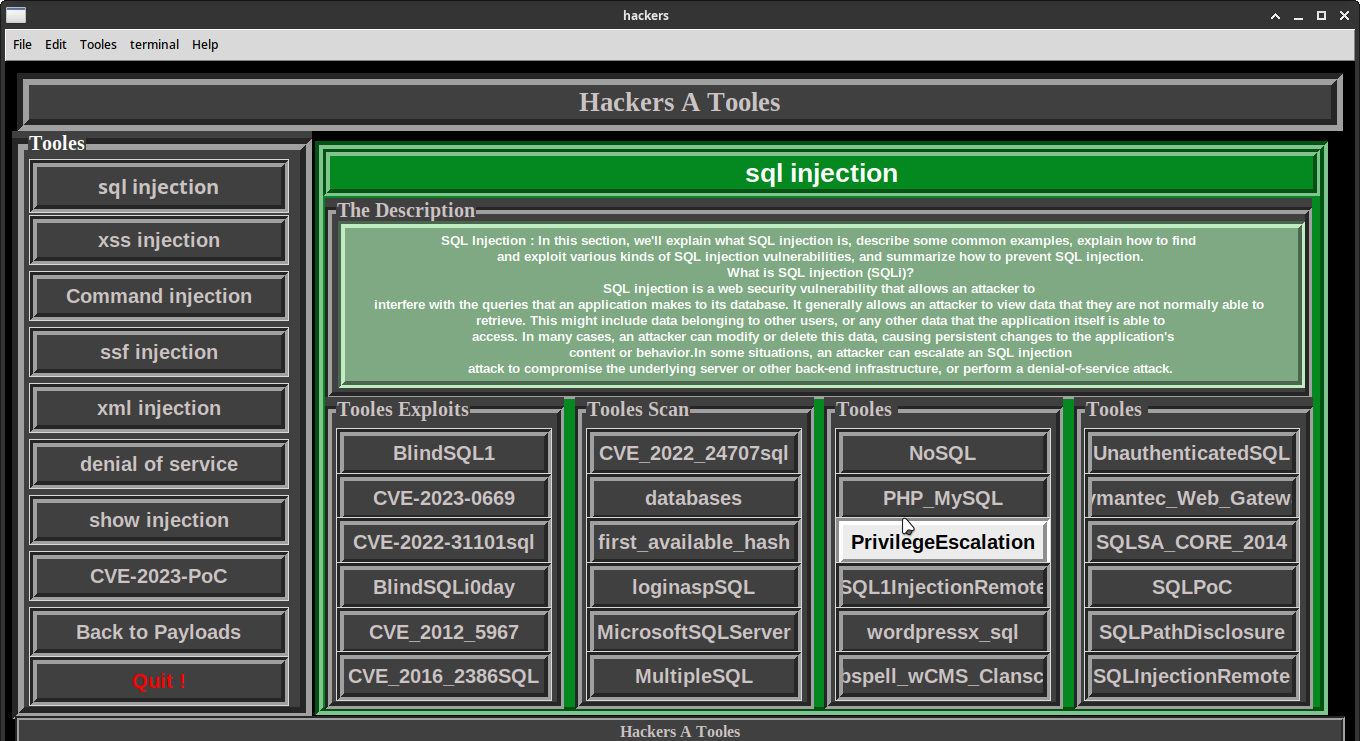 hackers
File Edit Tooles terminal Help
Hackers A Tooles
Tooles
sql injection
xss injection
Command injection
ssf injection
xml injection
denial of service
show injection
CVE-2023-PoC
Back to Payloads
Quit !
sql injection
The Description
SQL Injection : In this section, we'll explain what SQL injection is, describe some common examples, explain how to find
and exploit various kinds of SQL injection vulnerabilities, and summarize how to prevent SQL injection.
What is SQL injection (SQLi)?
SQL injection is a web security vulnerability that allows an attacker to
interfere with the queries that an application makes to its database. It generally allows an attacker to view data that they are not normally able to
retrieve. This might include data belonging to other users, or any other data that the application itself is able to
access. In many cases, an attacker can modify or delete this data, causing persistent changes to the application's
content or behavior.In some situations, an attacker can escalate an SQL injection
attack to compromise the underlying server or other back-end infrastructure, or perform a denial-of-service attack.
Tooles Exploits
BlindSQL1
CVE-2023-0669
CVE-2022-31101sql
BlindSQLi0day
CVE_2012_5967
CVE_2016_2386SQL
Tooles Scan
CVE_2022_24707sql
databases
first_available_hash
loginaspSQL
MicrosoftSQLServer
MultipleSQL
Tooles
NoSQL
PHP_MySQL
PrivilegeEscalation
SQL1InjectionRemote
wordpressx_sql
ospell_wCMS_Clansc
Tooles
UnauthenticatedSQL
ymantec_Web_Gatew
SQLSA_CORE_2014
SQLPoC
SQLPathDisclosure
SQLInjectionRemote
Hackers A Tooles